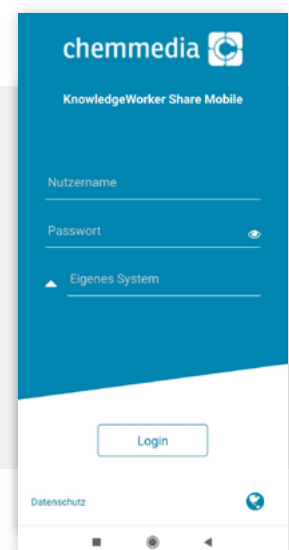 chemmedia
KnowledgeWorker Share Mobile
Nutzername
Passwort
Eigenes System
Login
Datenschutz